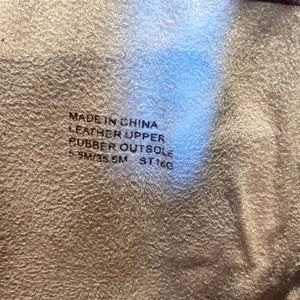 MADE IN CHINA
LEATHER UPPER
RUBBER OUTSOLE
5.5M/35.5M ST16G